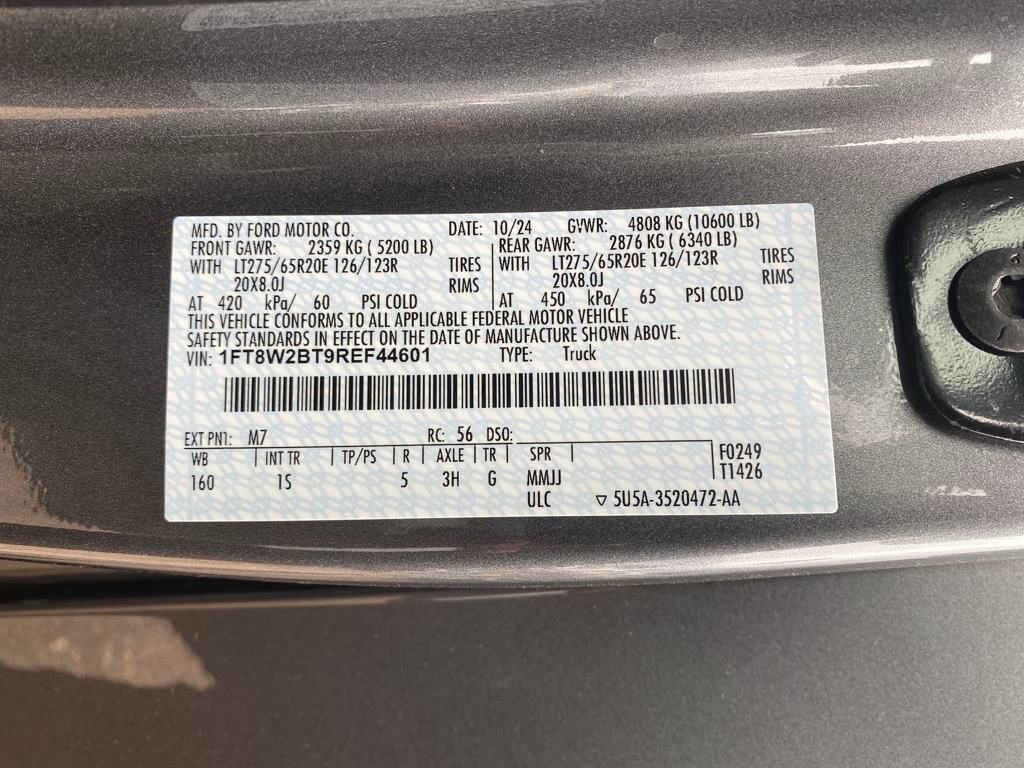 MFD. BY FORD MOTOR CO. DATE: 10/24 GVWR: 4808 KG (10600 LB)
FRONT GAWR: 2359 KG ( 5200 LB) REAR GAWR: 2876 KG ( 6340 LB)
WITH LT275/65R20E 126/123R TIRES WITH LT275/65R20E 126/123R TIRES
20X8.0J RIMS 20X8.0J RIMS
AT 420 kPa/ 60 PSI COLD AT 450 kPa/ 65 PSI COLD
THIS VEHICLE CONFORMS TO ALL APPLICABLE FEDERAL MOTOR VEHICLE
SAFETY STANDARDS IN EFFECT ON THE DATE OF MANUFACTURE SHOWN ABOVE.
VIN: 1FT8W2BT9REF44601 TYPE: Truck
EXT PNT: M7 RC: 56 DSO:
WB INT TR TP/PS R AXLE TR SPR F0249
160 1S 5 3H G MMJJ T1426
ULC ▽ 5U5A-3520472-AA